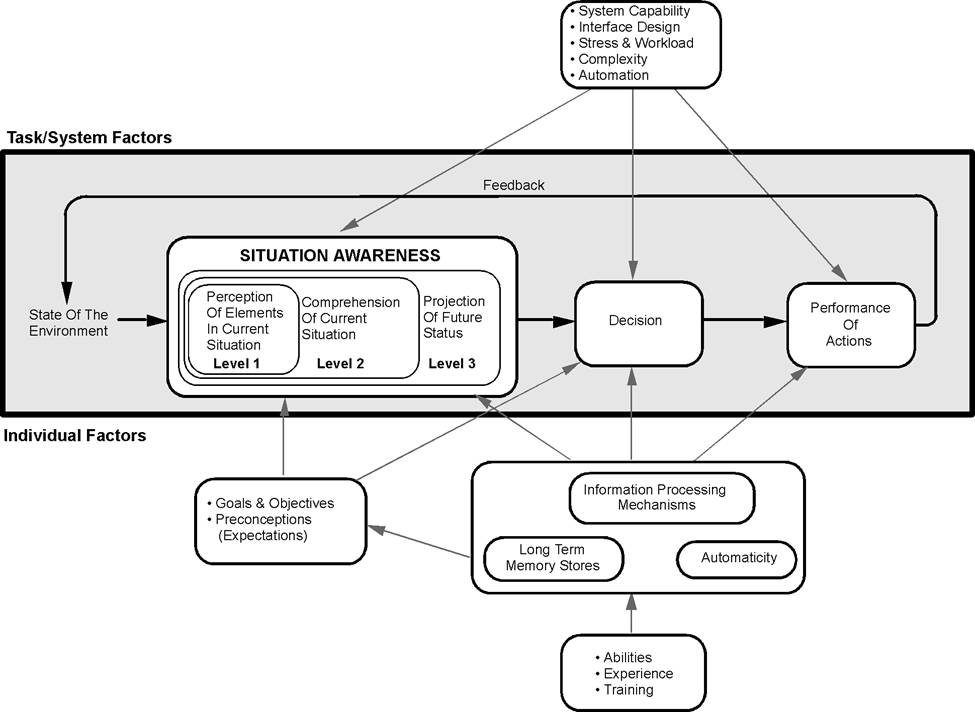 • System Capability
• Interface Design
• Stress & Workload
• Complexity
• Automation
Task/System Factors
Feedback
SITUATION AWARENESS
State Of The
Environment
Perception
Of Elements
In Current
Situation
Level 1
Comprehension
Of Current
Situation
Level 2
Projection
Of Future
Status
Level 3
Decision
Performance
Of
Actions
Individual Factors
• Goals & Objectives
• Preconceptions
(Expectations)
Information Processing
Mechanisms
Long Term
Memory Stores
Automaticity
• Abilities
• Experience
• Training